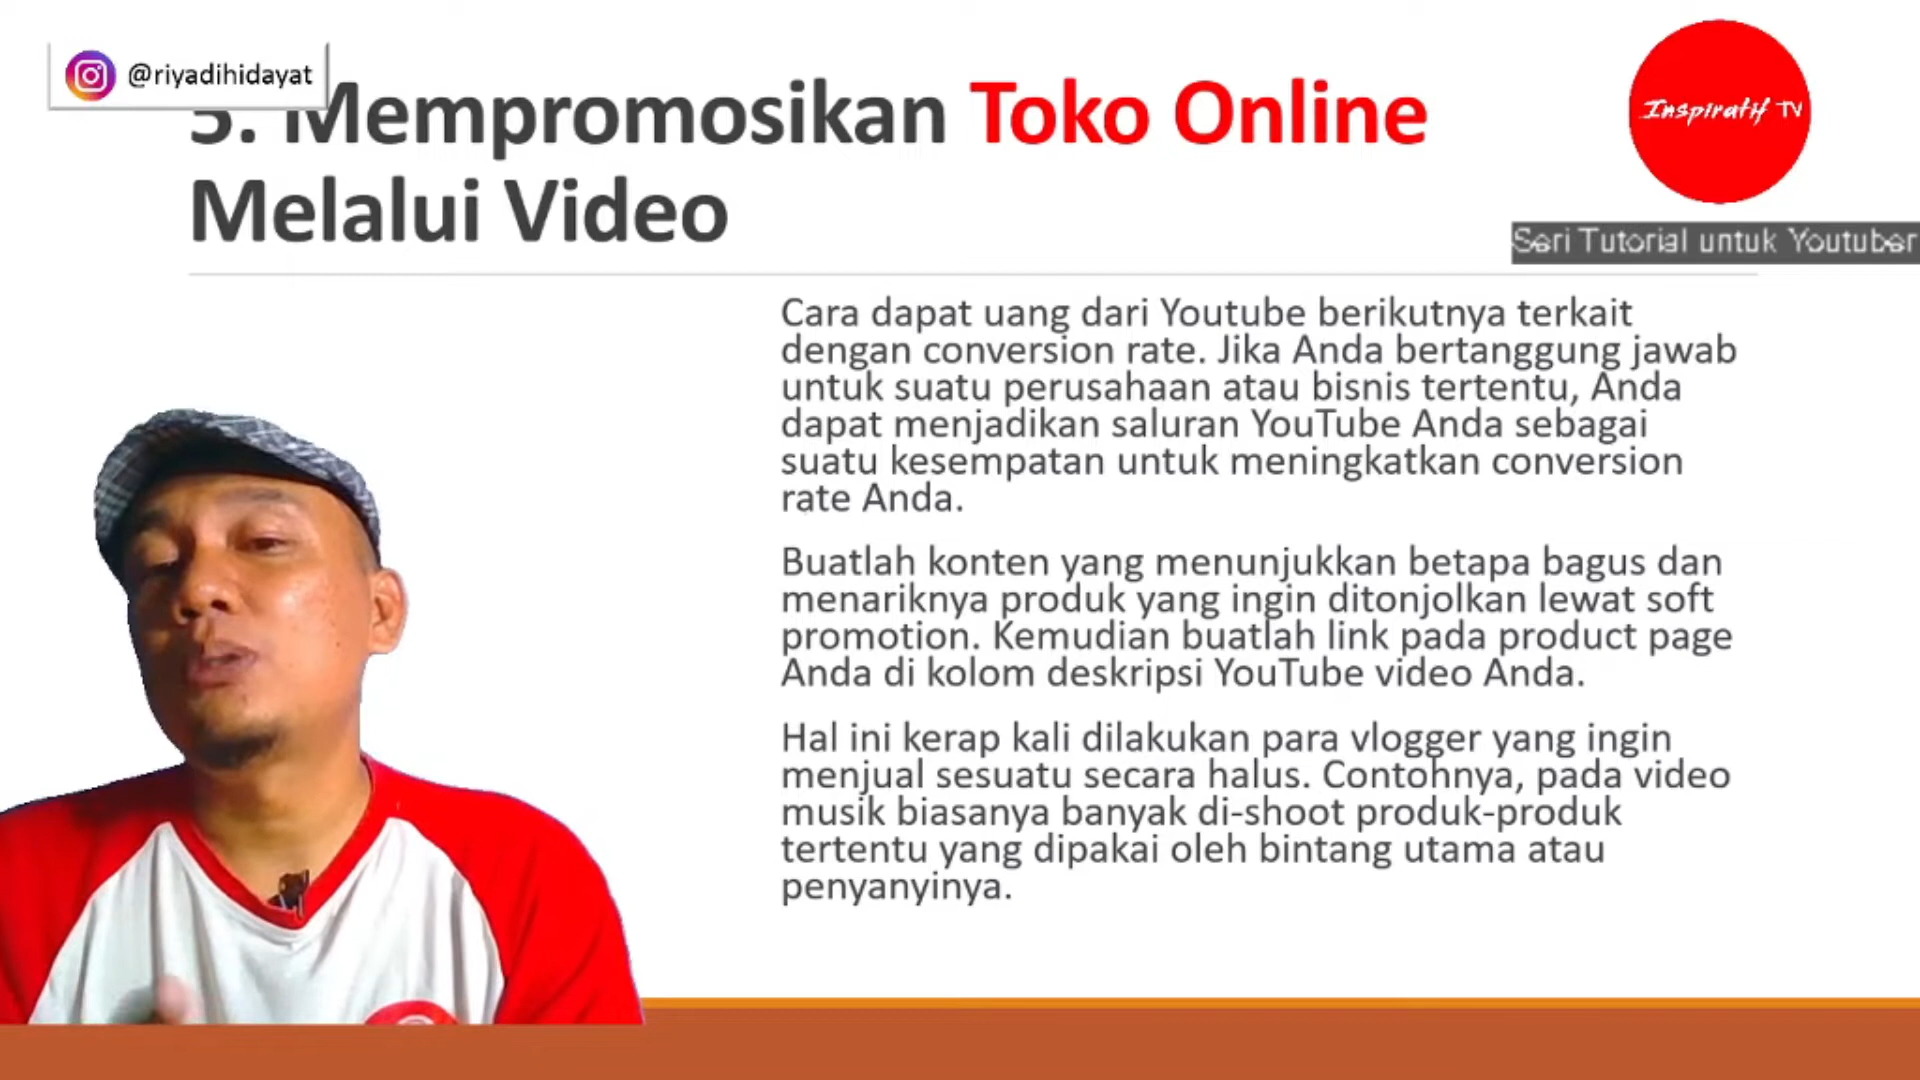 @riyadihidayat
5. Mempromosikan Toko Online
Melalui Video
Inspiratif TV
Seri Tutorial untuk Youtuber
Cara dapat uang dari Youtube berikutnya terkait
dengan conversion rate. Jika Anda bertanggung jawab
untuk suatu perusahaan atau bisnis tertentu, Anda
dapat menjadikan saluran YouTube Anda sebagai
suatu kesempatan untuk meningkatkan conversion
rate Anda.
Buatlah konten yang menunjukkan betapa bagus dan
menariknya produk yang ingin ditonjolkan lewat soft
promotion. Kemudian buatlah link pada product page
Anda di kolom deskripsi YouTube video Anda.
Hal ini kerap kali dilakukan para vlogger yang ingin
menjual sesuatu secara halus. Contohnya, pada video
musik biasanya banyak di-shoot produk-produk
tertentu yang dipakai oleh bintang utama atau
penyanyinya.